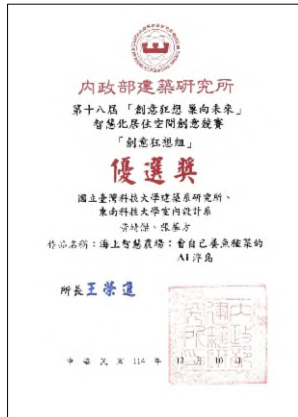 內政部建築研究所
第十八屆「創意狂想 巢向未來」
智慧化居住空間創意競賽
「創意狂想組」
優選獎
國立臺灣科技大學建築系研究所、
東南科技大學室內設計系
作品名稱：海上智慧農場：會自己養魚種菜的
AI 浮島
所長 王榮進
中華民國 114 年 12 月 10 日